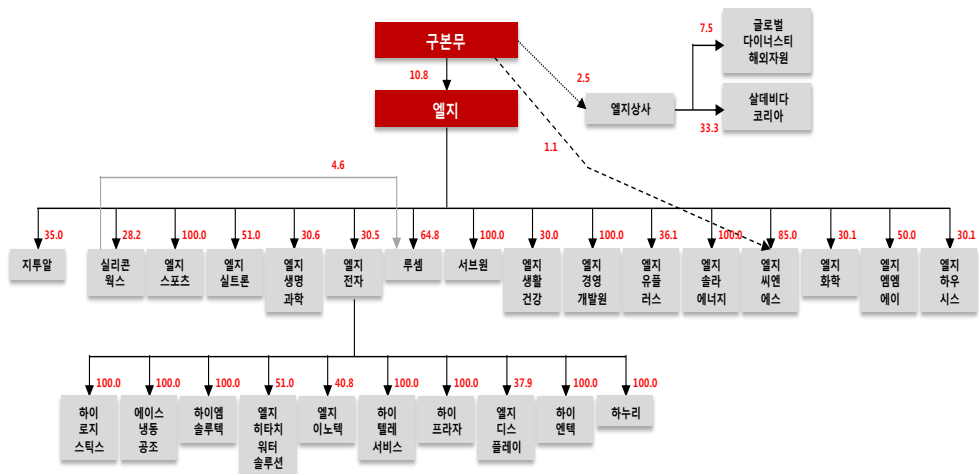 구본무
10.8
엘지
2.5
엘지상사
7.5
글로벌
다이너스티
해외자원
33.3
살데비다
코리아
1.1
4.6
35.0
지투알
28.2
실리콘
웍스
100.0
엘지
스포츠
51.0
엘지
실트론
30.6
엘지
생명
과학
30.5
엘지
전자
64.8
루셈
100.0
서브원
30.0
엘지
생활
건강
100.0
엘지
경영
개발원
36.1
엘지
유플
러스
100.0
엘지
솔라
에너지
85.0
엘지
씨엔
에스
30.1
엘지
화학
50.0
엘지
엠엠
에이
30.1
엘지
하우
시스
100.0
하이
로지
스틱스
100.0
에이스
냉동
공조
100.0
하이엠
솔루텍
51.0
엘지
히타치
워터
솔루션
40.8
엘지
이노텍
100.0
하이
텔레
서비스
100.0
하이
프라자
37.9
엘지
디스
플레이
100.0
하이
엔텍
100.0
하누리